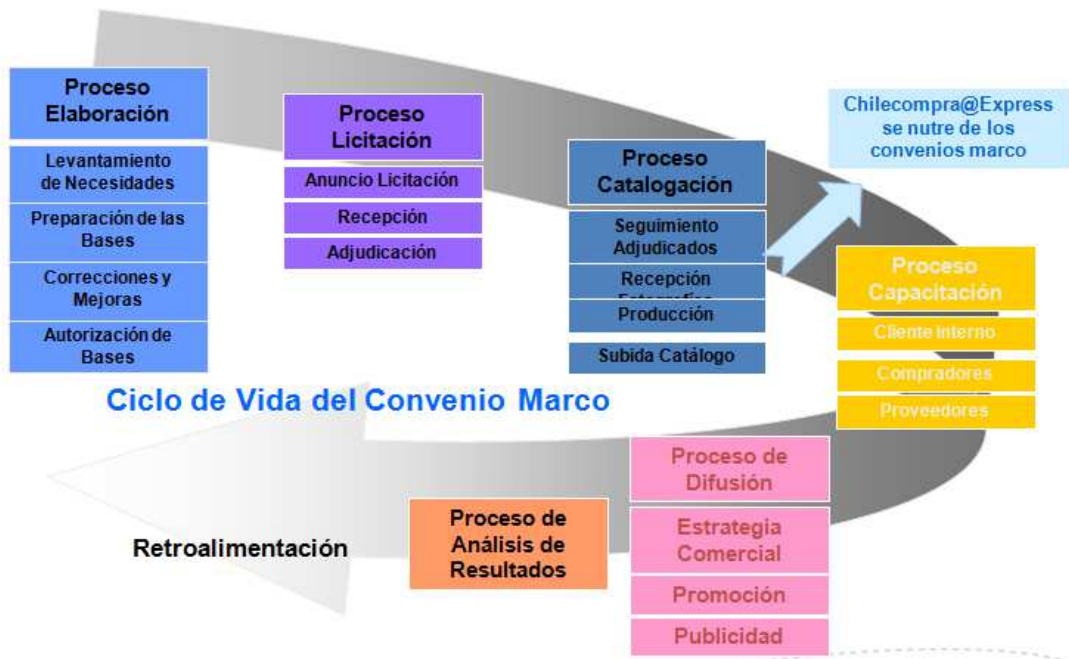 Proceso
Elaboración
Levantamiento
de Necesidades
Preparación de las
Bases
Correcciones y
Mejoras
Autorización de
Bases
Proceso
Licitación
Anuncio Licitación
Recepción
Adjudicación
Proceso
Catalogación
Seguimiento
Adjudicados
Recepción
Producción
Subida Catálogo
Chilecompra@Express
se nutre de los
convenios marco
Proceso
Capacitación
Cliente Interno
Compradores
Proveedores
Ciclo de Vida del Convenio Marco
Proceso de
Difusión
Estrategia
Comercial
Promoción
Publicidad
Proceso de
Análisis de
Resultados
Retroalimentación